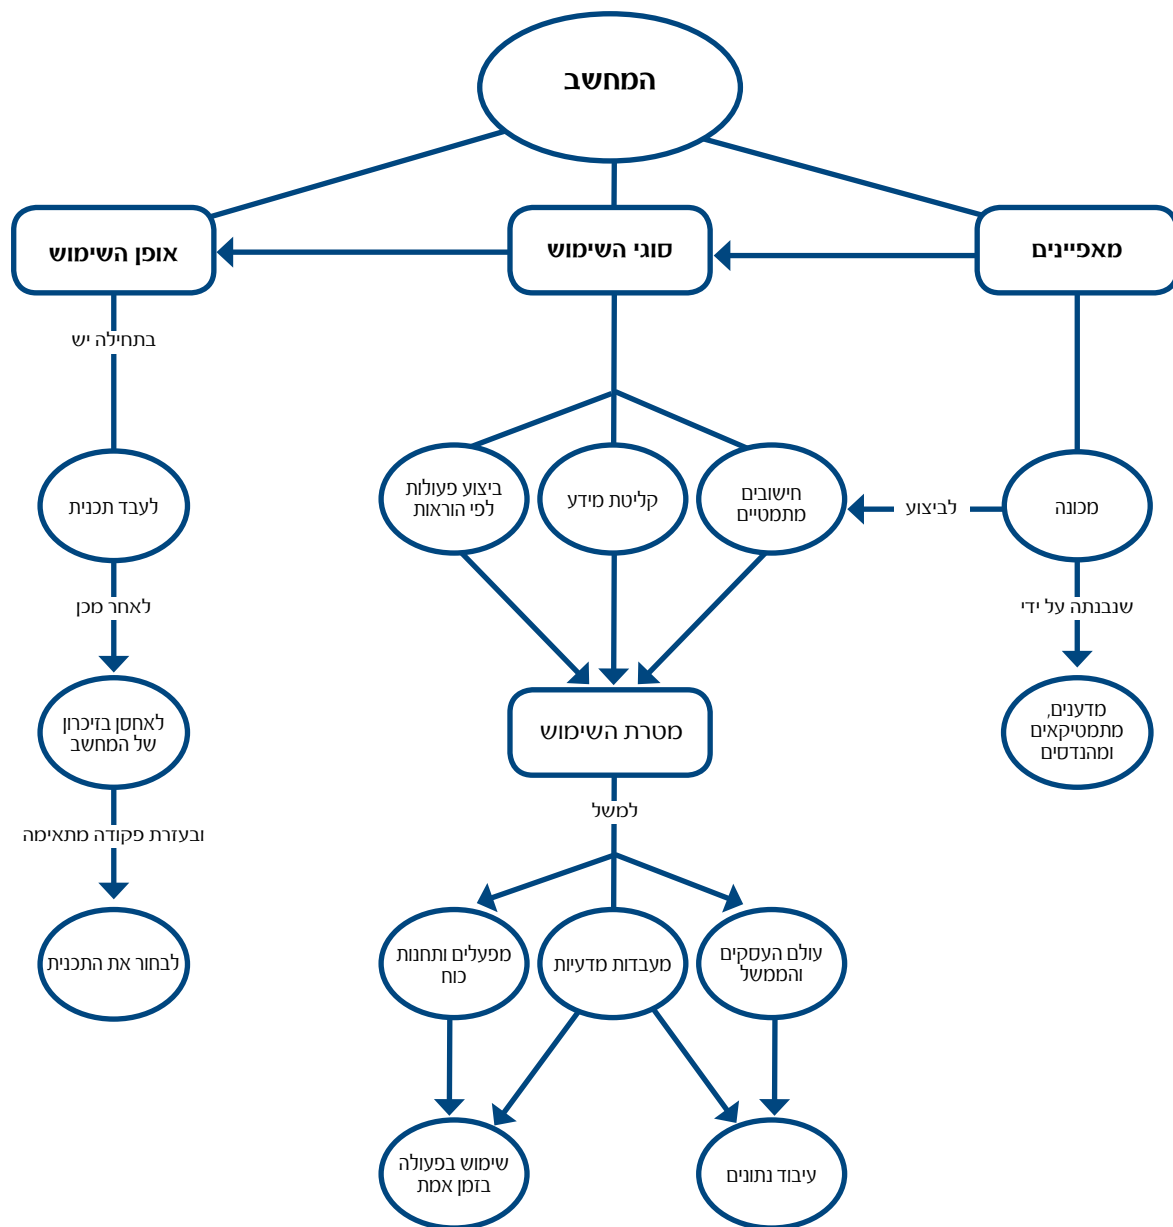 המחשב
מאפיינים
סוגי השימוש
אופן השימוש
בתחילה יש
חישובים
מתמטיים
קליטת מידע
ביצוע פעולות
לפי הוראות
מכונה
לביצוע
לעבד תכנית
שנבנתה על ידי
לאחר מכן
מדענים,
מתמטיקאים
ומהנדסים
מטרת השימוש
לאחסן בזיכרון
של המחשב
למשל
ובעזרת פקודה מתאימה
עולם העסקים
והממשל
מעבדות מדעיות
מפעלים ותחנות
כוח
לבחור את התכנית
עיבוד נתונים
שימוש בפעולה
בזמן אמת